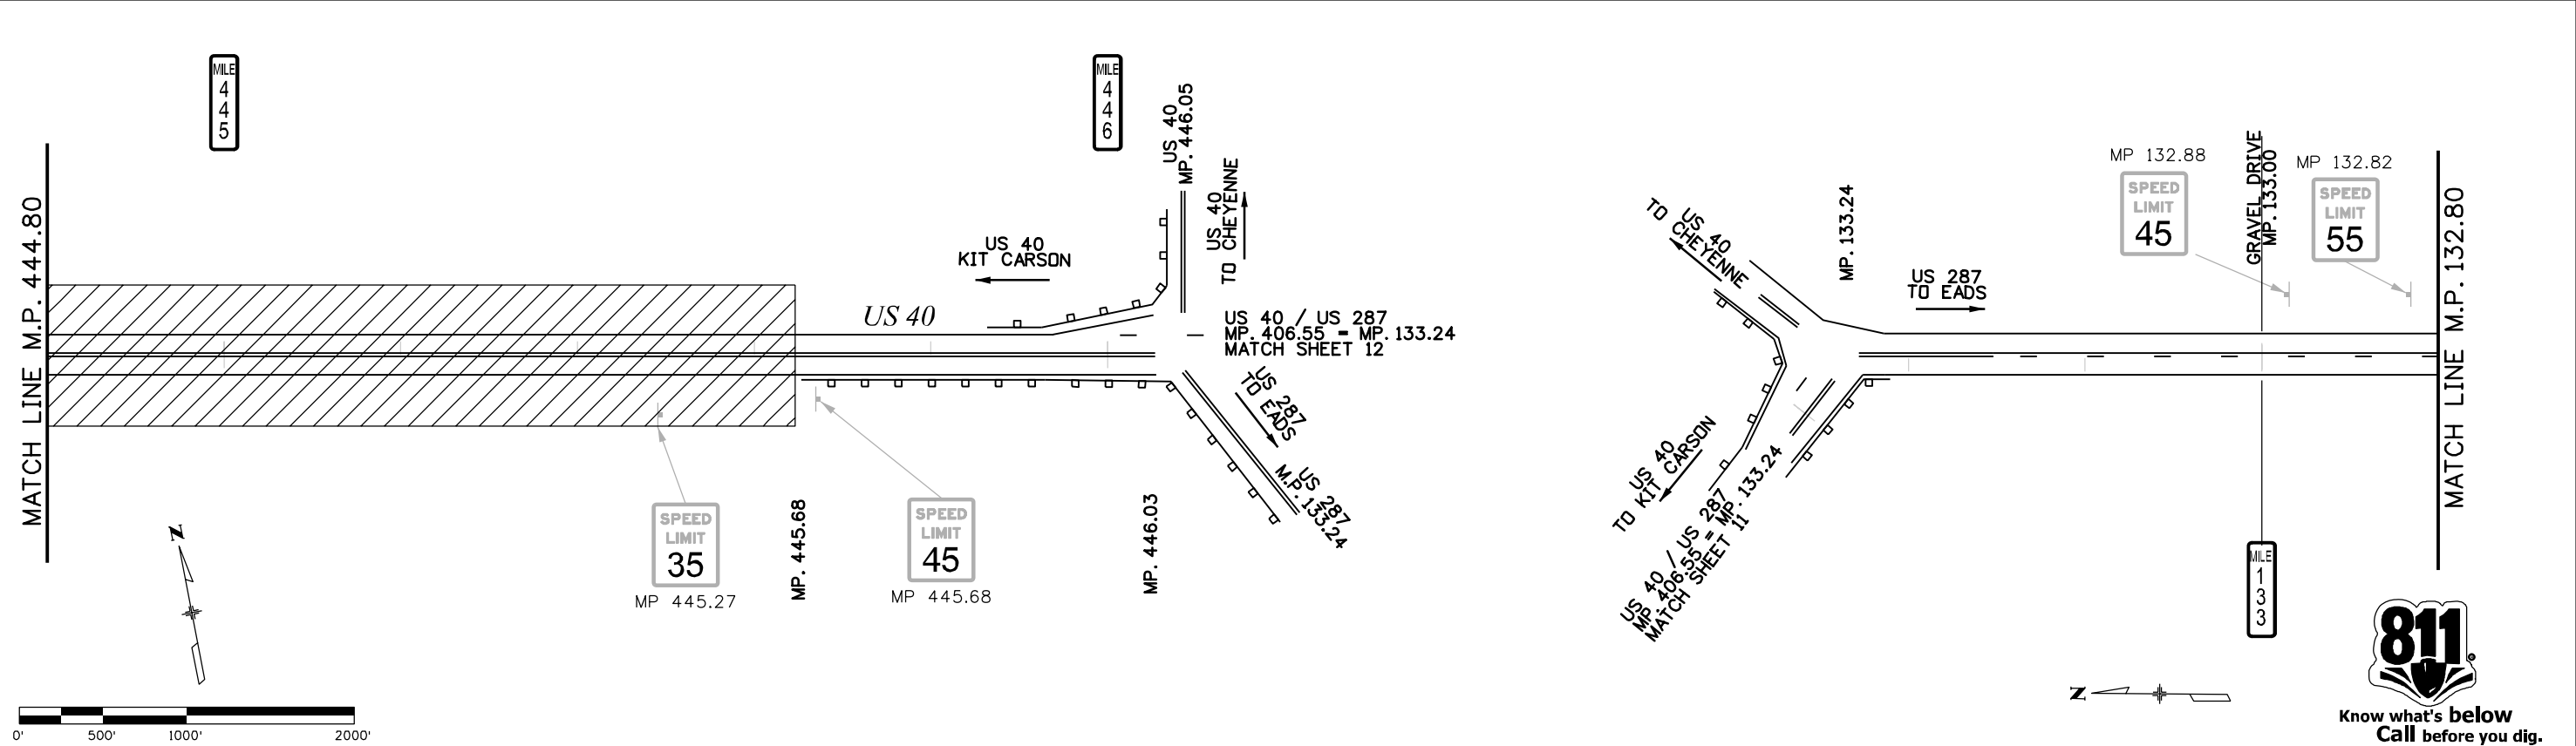 MATCH LINE M.P. 444.80
MILE
4
4
5
MILE
4
4
6
US 40
MP. 446.05
US 40
TO CHEYENNE
US 40
KIT CARSON
US 40
US 40 / US 287
MP. 406.55 = MP. 133.24
MATCH SHEET 12
US 287
TO EADS
US 287
M.P. 133.24
SPEED
LIMIT
35
MP 445.27
MP. 445.68
SPEED
LIMIT
45
MP 445.68
MP. 446.03
N
0'
500'
1000'
2000'
US 40
TO CHEYENNE
MP. 133.24
US 287
TO EADS
US 40
TO KIT CARSON
US 40 / US 287
MP. 406.55 = MP. 133.24
MATCH SHEET 11
MP 132.88
SPEED
LIMIT
45
GRAVEL DRIVE
MP. 133.00
MP 132.82
SPEED
LIMIT
55
MATCH LINE M.P. 132.80
MILE
1
3
3
N
811
Know what's below
Call before you dig.